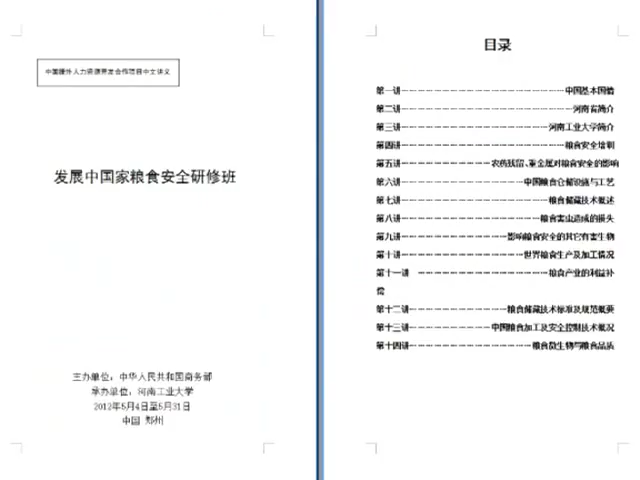 中国援外人力资源开发合作项目中文讲义
发展中国家粮食安全研修班
主办单位：中华人民共和国商务部
承办单位：河南工业大学
2012年5月4日至5月31日
中国 郑州
目录
第一讲 中国基本国情
第二讲 河南省简介
第三讲 河南工业大学简介
第四讲 粮食安全培训
第五讲 农药残留、重金属对粮食安全的影响
第六讲 中国粮食仓储设施与工艺
第七讲 粮食储藏技术概述
第八讲 粮食害虫造成的损失
第九讲 影响粮食安全的其它有害生物
第十讲 世界粮食生产及加工情况
第十一讲 粮食产业的利益补
偿
第十二讲 粮食储藏技术标准及规范概要
第十三讲 中国粮食加工及安全控制技术概况
第十四讲 粮食微生物与粮食品质